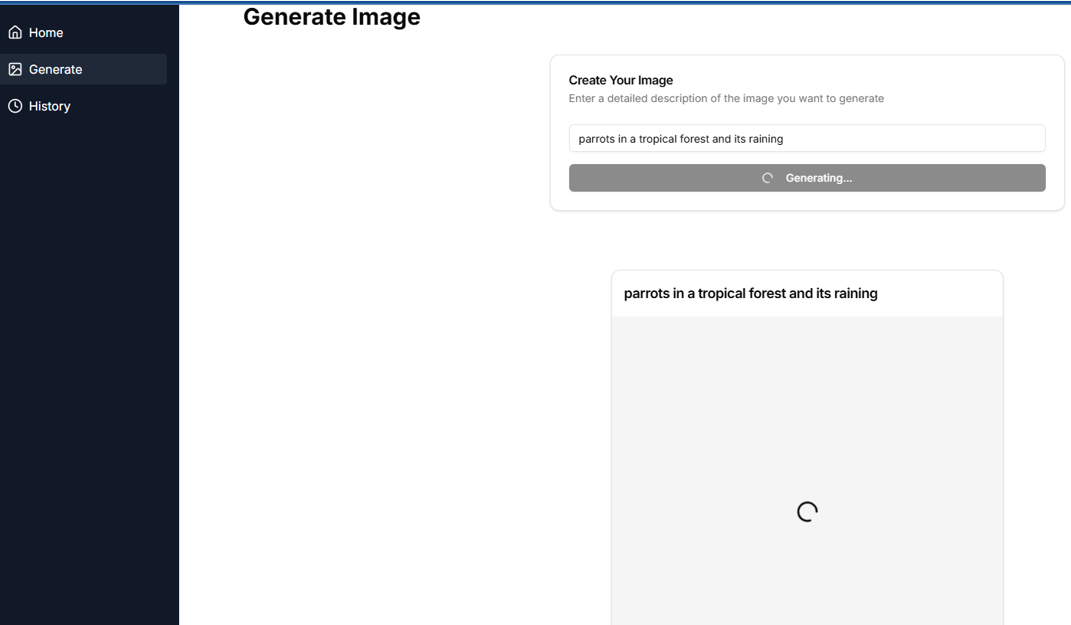 Generate Image
Home
Generate
History
Create Your Image
Enter a detailed description of the image you want to generate
parrots in a tropical forest and its raining
Generating...
parrots in a tropical forest and its raining